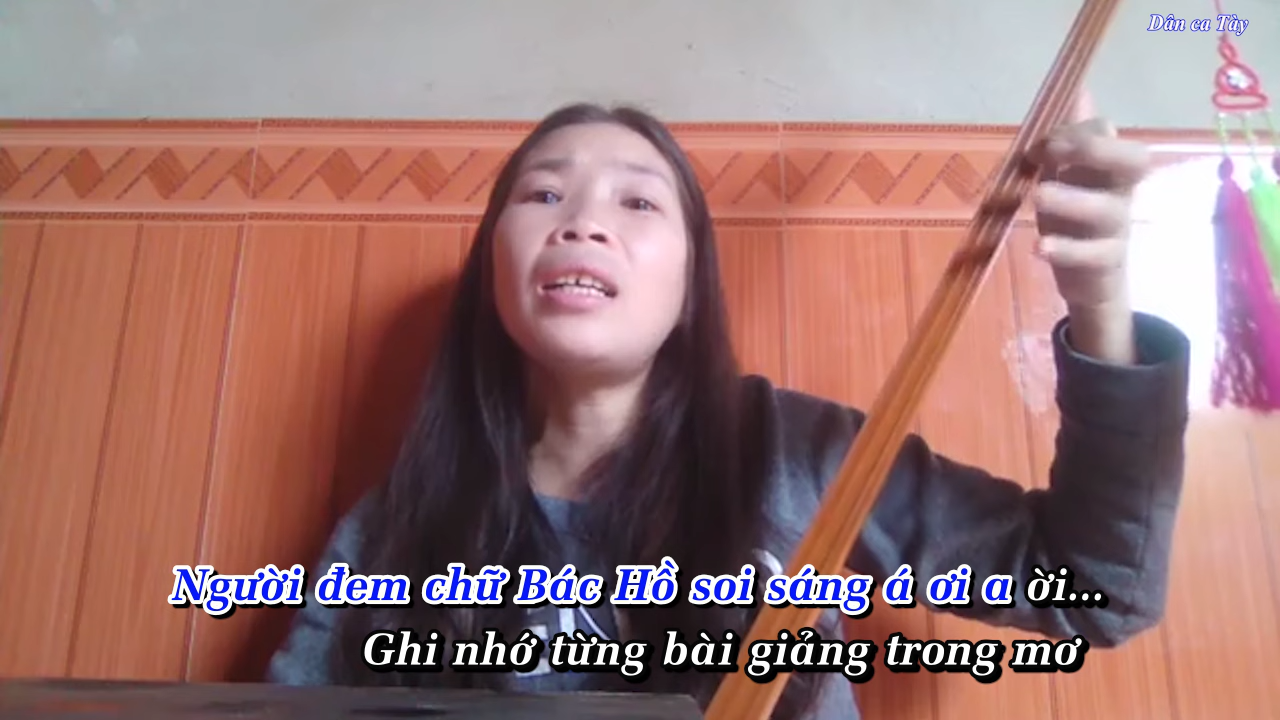 Dân ca Tày
Người đem chữ Bác Hồ soi sáng á ơi a ời...
Ghi nhớ từng bài giảng trong mơ